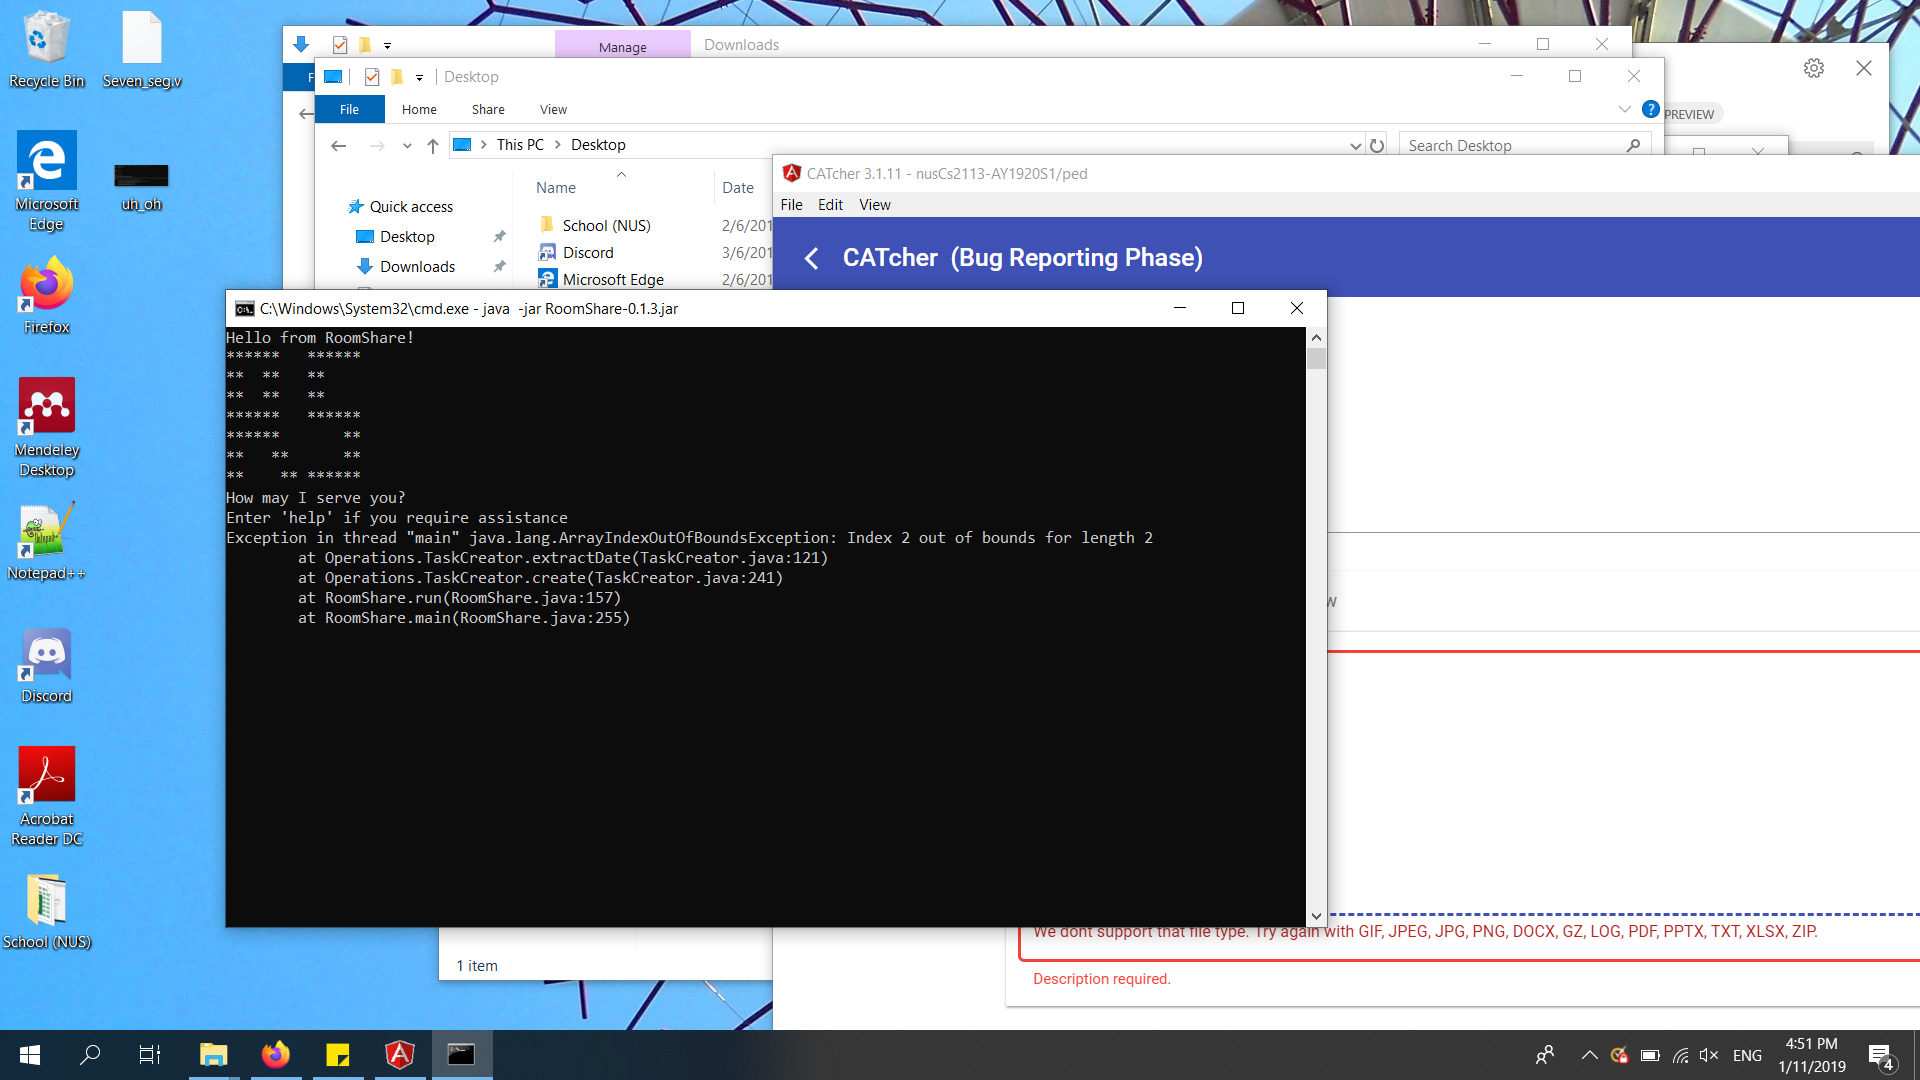 Recycle Bin
Seven_seg.v
Microsoft
Edge
uh_oh
Firefox
Mendeley
Desktop
Notepad++
Discord
Acrobat
Reader DC
School (NUS)
Manage
Downloads
F
Desktop
File
Home
Share
View
PREVIEW
This PC
Desktop
Search Desktop
Name
Date
Quick access
Desktop
Downloads
School (NUS)
2/6/201
Discord
3/6/201
Microsoft Edge
2/6/201
CATcher 3.1.11 - nusCs2113-AY1920S1/ped
File
Edit
View
CATcher (Bug Reporting Phase)
C:\Windows\System32\cmd.exe - java  -jar RoomShare-0.1.3.jar
Hello from RoomShare!
******   ******
**  **   **
**  **   **
******   ******
******       **
**   **      **
**    ** ******
How may I serve you?
Enter 'help' if you require assistance
Exception in thread "main" java.lang.ArrayIndexOutOfBoundsException: Index 2 out of bounds for length 2
        at Operations.TaskCreator.extractDate(TaskCreator.java:121)
        at Operations.TaskCreator.create(TaskCreator.java:241)
        at RoomShare.run(RoomShare.java:157)
        at RoomShare.main(RoomShare.java:255)
w
We dont support that file type. Try again with GIF, JPEG, JPG, PNG, DOCX, GZ, LOG, PDF, PPTX, TXT, XLSX, ZIP.
Description required.
1 item
ENG
4:51 PM
1/11/2019
4